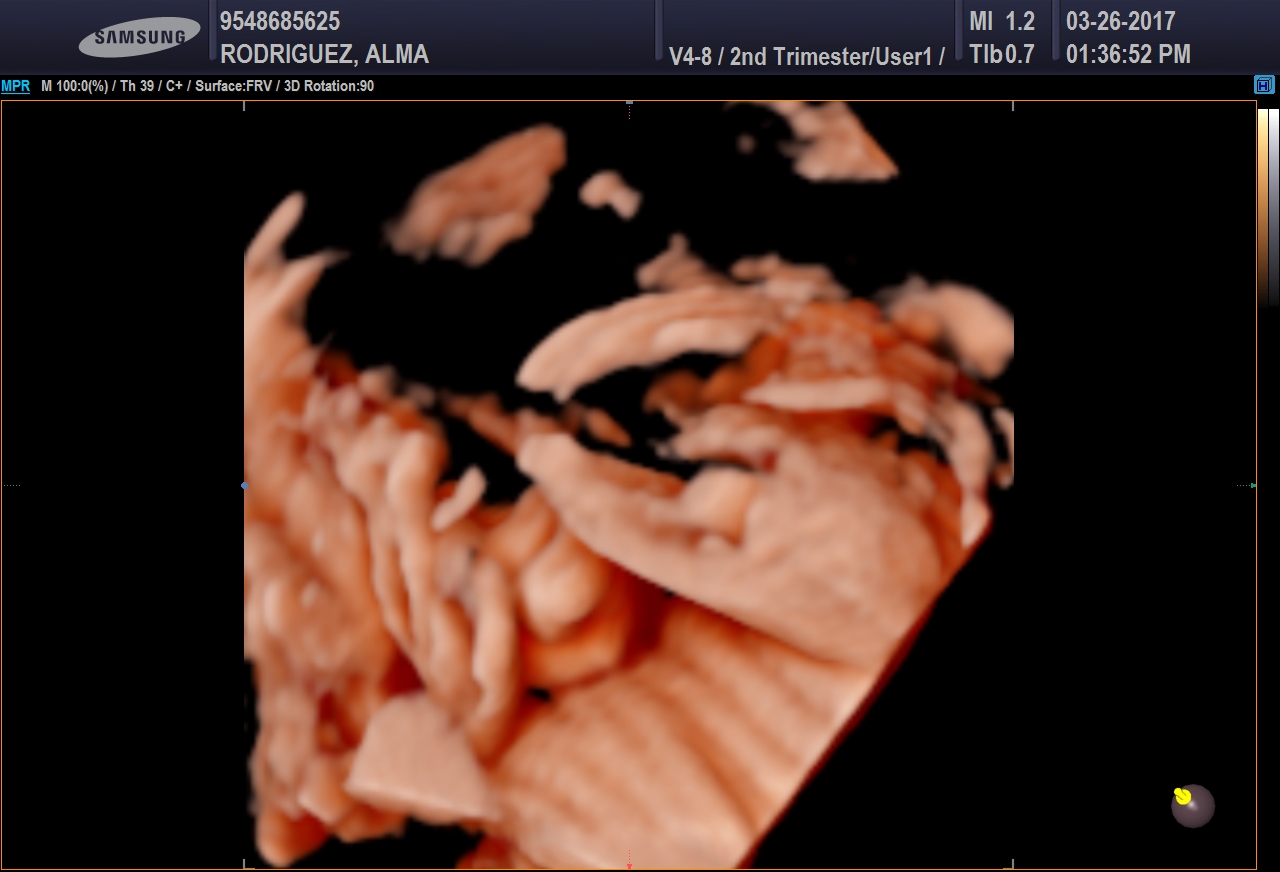 SAMSUNG
9548685625
RODRIGUEZ, ALMA
V4-8 / 2nd Trimester/User1 /
MI 1.2
TIb 0.7
03-26-2017
01:36:52 PM
MPR M 100:0(%) / Th 39 / C+ / Surface:FRV / 3D Rotation:90